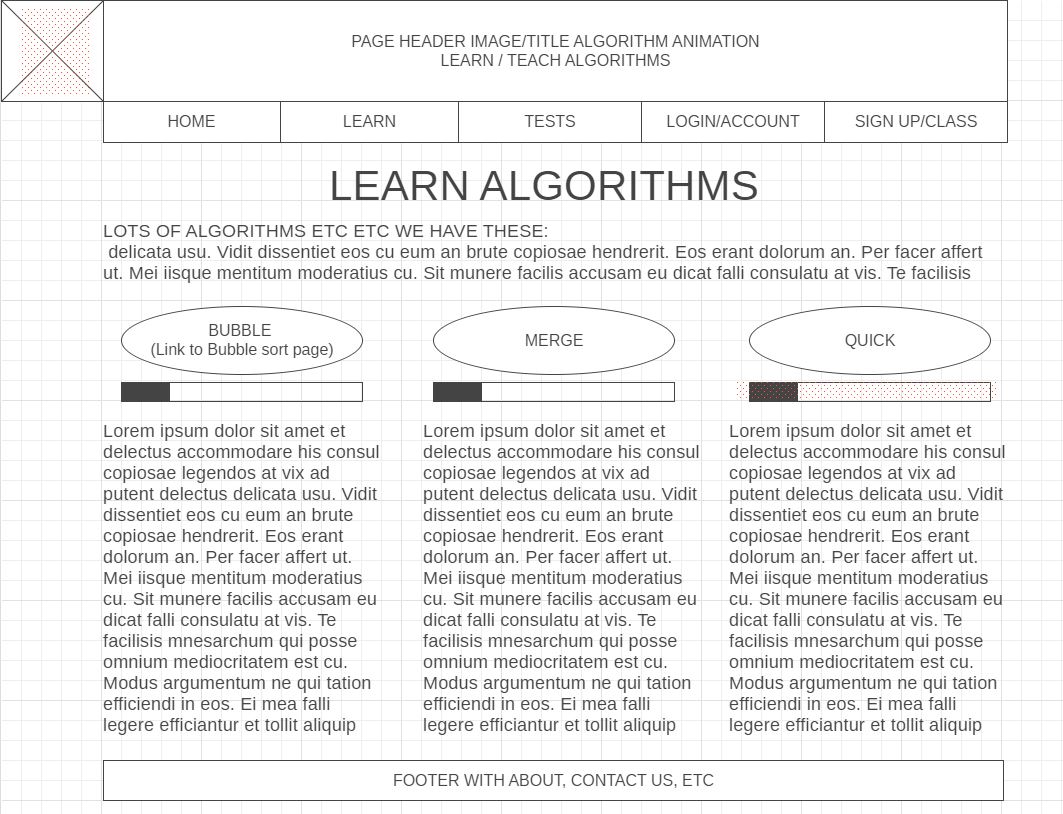 PAGE HEADER IMAGE/TITLE ALGORITHM ANIMATION
LEARN / TEACH ALGORITHMS
HOME
LEARN
TESTS
LOGIN/ACCOUNT
SIGN UP/CLASS
LEARN ALGORITHMS
LOTS OF ALGORITHMS ETC ETC WE HAVE THESE:
delicata usu. Vidit dissentiet eos cu eum an brute copiosae hendrerit. Eos erant dolorum an. Per facer affert
ut. Mei iisque mentitum moderatius cu. Sit munere facilis accusam eu dicat falli consulatu at vis. Te facilisis
BUBBLE
(Link to Bubble sort page)
MERGE
QUICK
Lorem ipsum dolor sit amet et
delectus accommodare his consul
copiosae legendos at vix ad
putent delectus delicata usu. Vidit
dissentiet eos cu eum an brute
copiosae hendrerit. Eos erant
dolorum an. Per facer affert ut.
Mei iisque mentitum moderatius
cu. Sit munere facilis accusam eu
dicat falli consulatu at vis. Te
facilisis mnesarchum qui posse
omnium mediocritatem est cu.
Modus argumentum ne qui tation
efficiendi in eos. Ei mea falli
legere efficiantur et tollit aliquip
Lorem ipsum dolor sit amet et
delectus accommodare his consul
copiosae legendos at vix ad
putent delectus delicata usu. Vidit
dissentiet eos cu eum an brute
copiosae hendrerit. Eos erant
dolorum an. Per facer affert ut.
Mei iisque mentitum moderatius
cu. Sit munere facilis accusam eu
dicat falli consulatu at vis. Te
facilisis mnesarchum qui posse
omnium mediocritatem est cu.
Modus argumentum ne qui tation
efficiendi in eos. Ei mea falli
legere efficiantur et tollit aliquip
Lorem ipsum dolor sit amet et
delectus accommodare his consul
copiosae legendos at vix ad
putent delectus delicata usu. Vidit
dissentiet eos cu eum an brute
copiosae hendrerit. Eos erant
dolorum an. Per facer affert ut.
Mei iisque mentitum moderatius
cu. Sit munere facilis accusam eu
dicat falli consulatu at vis. Te
facilisis mnesarchum qui posse
omnium mediocritatem est cu.
Modus argumentum ne qui tation
efficiendi in eos. Ei mea falli
legere efficiantur et tollit aliquip
FOOTER WITH ABOUT, CONTACT US, ETC